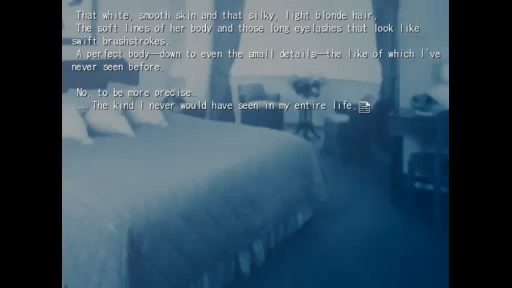 That white, smooth skin and that silky, light blonde hair,
The soft lines of her body and those long eyelashes that look like
swift brushstrokes,
A perfect body—down to even the small details—the like of which I've
never seen before.
No, to be more precise…
……The kind I never would have seen in my entire life.